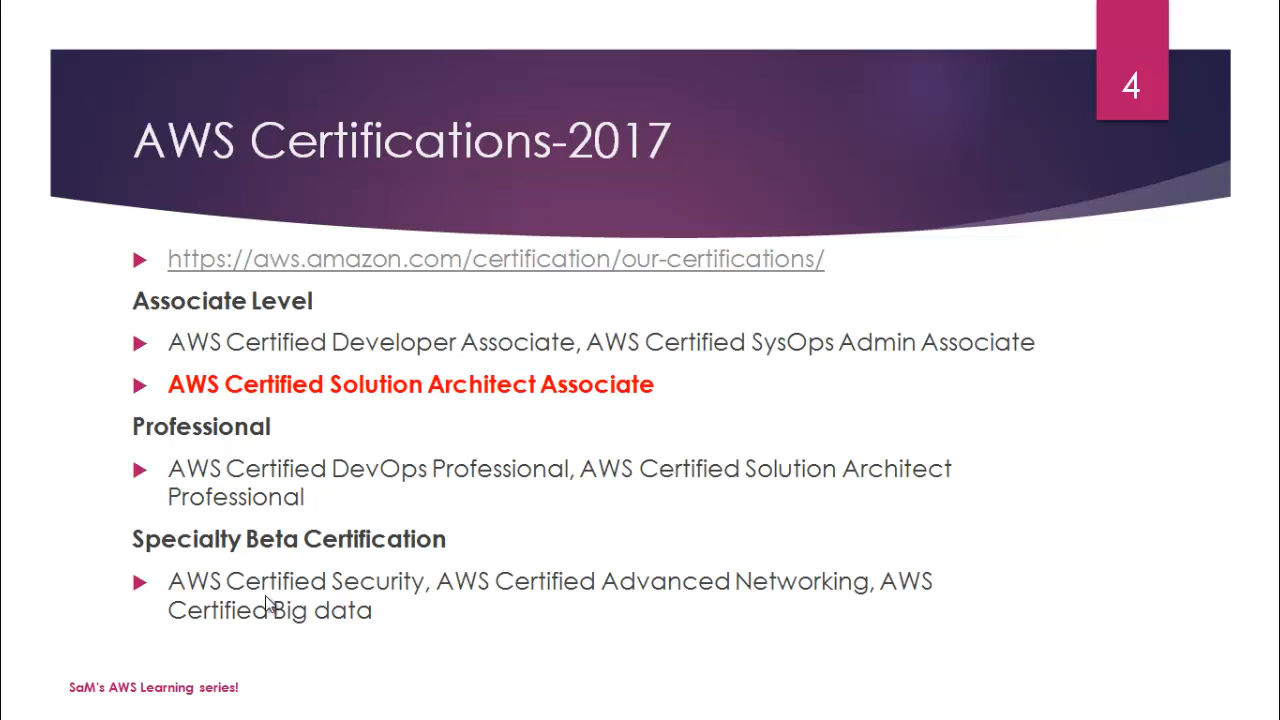 4
AWS Certifications-2017
https://aws.amazon.com/certification/our-certifications/
Associate Level
AWS Certified Developer Associate, AWS Certified SysOps Admin Associate
AWS Certified Solution Architect Associate
Professional
AWS Certified DevOps Professional, AWS Certified Solution Architect
Professional
Specialty Beta Certification
AWS Certified Security, AWS Certified Advanced Networking, AWS
Certified Big data
SaM's AWS Learning series!